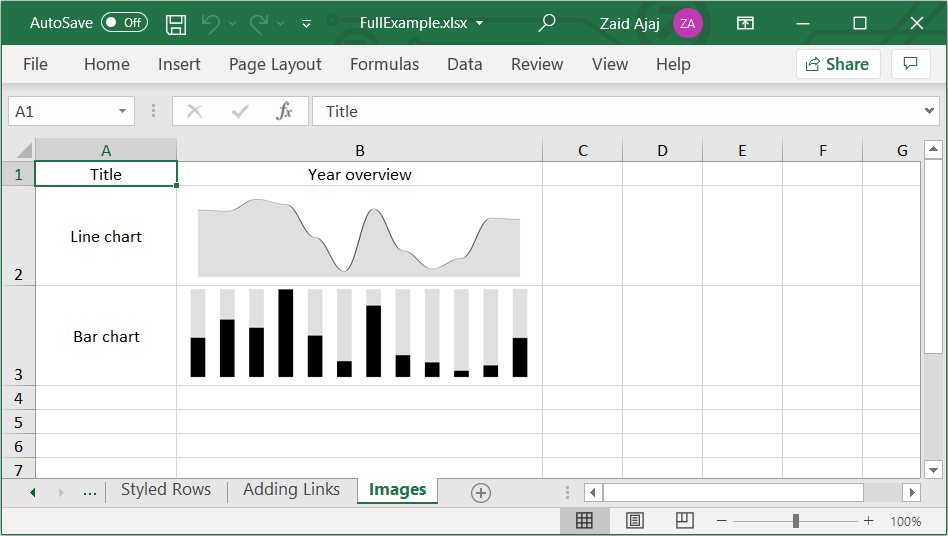 AutoSave Off FullExample.xlsx Zaid Ajaj ZA
File Home Insert Page Layout Formulas Data Review View Help Share
A1 fx Title
A B C D E F G
1 Title Year overview
Line chart
2
Bar chart
3
4
5
6
7
... Styled Rows Adding Links Images
100%